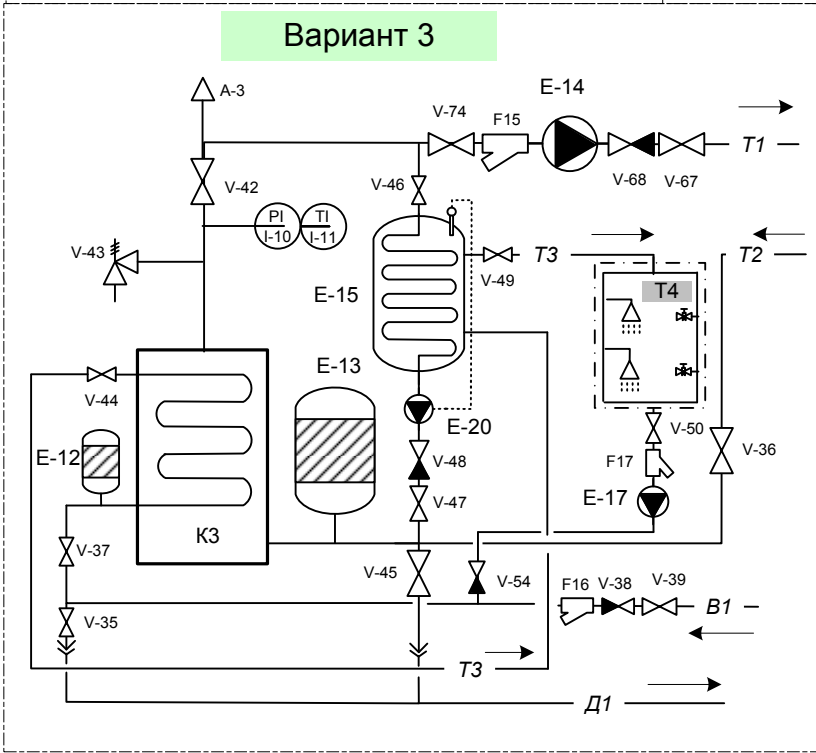 Вариант 3
A-3
V-42
PI
I-10
TI
I-11
V-43
V-74
F15
E-14
V-68
V-67
T1
V-46
E-15
V-49
T3
T2
T4
V-44
E-12
E-13
E-20
V-48
V-47
V-50
F17
E-17
V-36
К3
V-37
V-45
V-54
F16
V-38
V-39
B1
V-35
T3
Д1